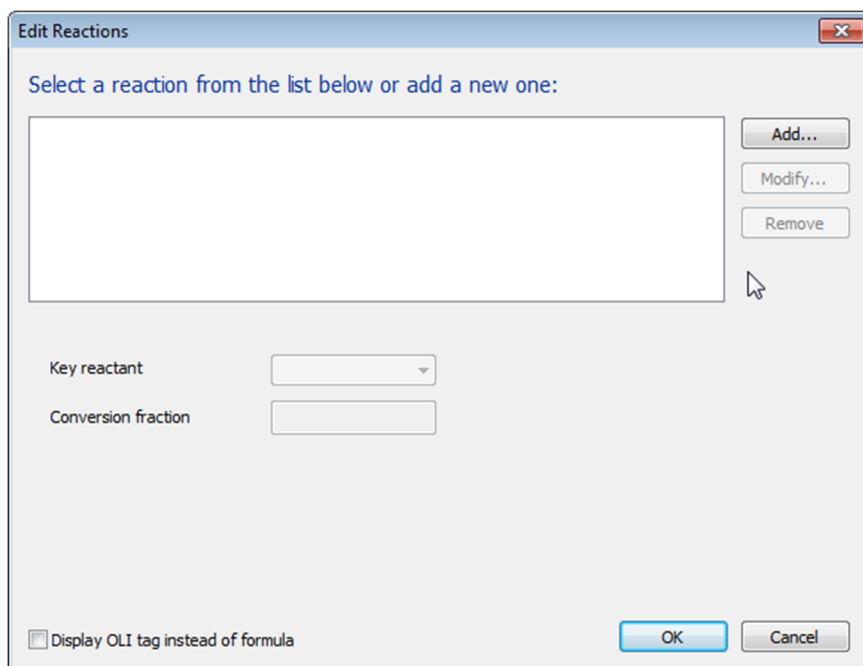 Edit Reactions
Select a reaction from the list below or add a new one:
Add...
Modify...
Remove
Key reactant
Conversion fraction
Display OLI tag instead of formula
OK
Cancel